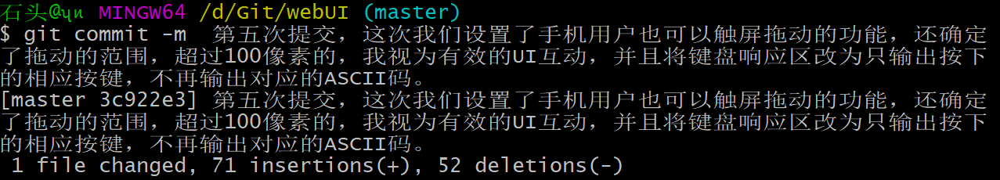 石头@ųn MINGW64 /d/Git/webUI (master)
$ git commit -m  第五次提交，这次我们设置了手机用户也可以触屏拖动的功能，还确定
了拖动的范围，超过100像素的，我视为有效的UI互动，并且将键盘响应区改为只输出按下
的相应按键，不再输出对应的ASCII码。
[master 3c922e3] 第五次提交，这次我们设置了手机用户也可以触屏拖动的功能，还确定
了拖动的范围，超过100像素的，我视为有效的UI互动，并且将键盘响应区改为只输出按下
的相应按键，不再输出对应的ASCII码。
 1 file changed, 71 insertions(+), 52 deletions(-)